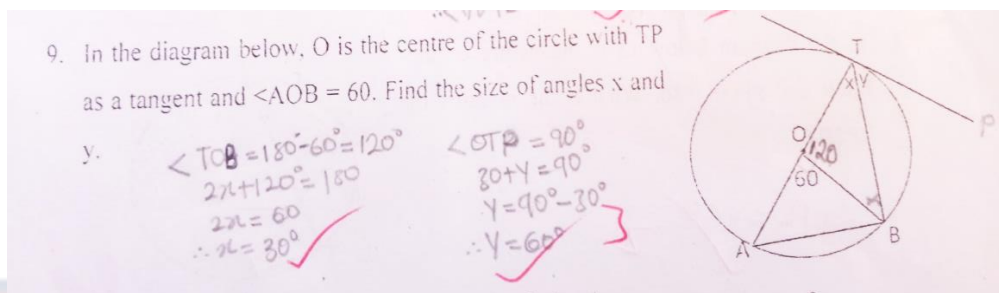 9. In the diagram below, O is the centre of the circle with TP
as a tangent and <AOB = 60. Find the size of angles x and
y.
< TOB = 180°-60°= 120°
2x+120°= 180
2x = 60
∴ x = 30°
<OTP = 90°
30+Y = 90°
Y = 90°-30°
∴ Y = 60°
3
T
x y
P
O
120
60
x
A
B